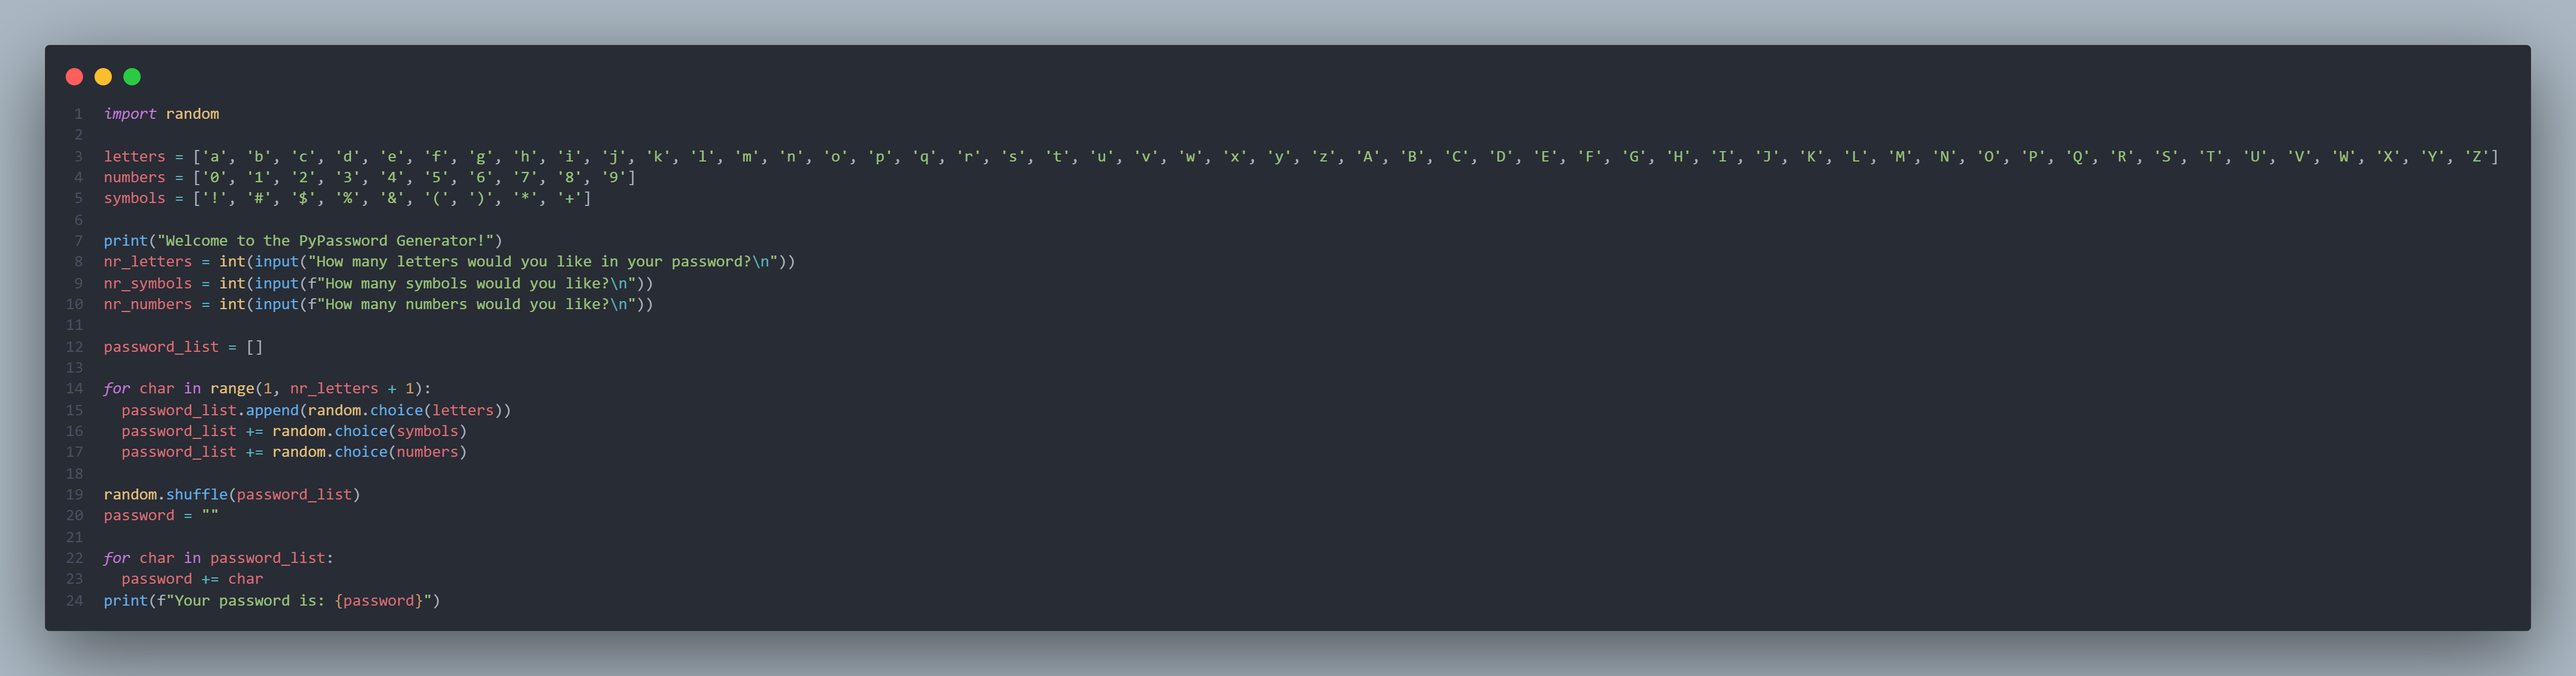 1 import random
2
3 letters = ['a', 'b', 'c', 'd', 'e', 'f', 'g', 'h', 'i', 'j', 'k', 'l', 'm', 'n', 'o', 'p', 'q', 'r', 's', 't', 'u', 'v', 'w', 'x', 'y', 'z', 'A', 'B', 'C', 'D', 'E', 'F', 'G', 'H', 'I', 'J', 'K', 'L', 'M', 'N', 'O', 'P', 'Q', 'R', 'S', 'T', 'U', 'V', 'W', 'X', 'Y', 'Z']
4 numbers = ['0', '1', '2', '3', '4', '5', '6', '7', '8', '9']
5 symbols = ['!', '#', '$', '%', '&', '(', ')', '*', '+']
6
7 print("Welcome to the PyPassword Generator!")
8 nr_letters = int(input("How many letters would you like in your password?\n"))
9 nr_symbols = int(input(f"How many symbols would you like?\n"))
10 nr_numbers = int(input(f"How many numbers would you like?\n"))
11
12 password_list = []
13
14 for char in range(1, nr_letters + 1):
15   password_list.append(random.choice(letters))
16   password_list += random.choice(symbols)
17   password_list += random.choice(numbers)
18
19 random.shuffle(password_list)
20 password = ""
21
22 for char in password_list:
23   password += char
24 print(f"Your password is: {password}")